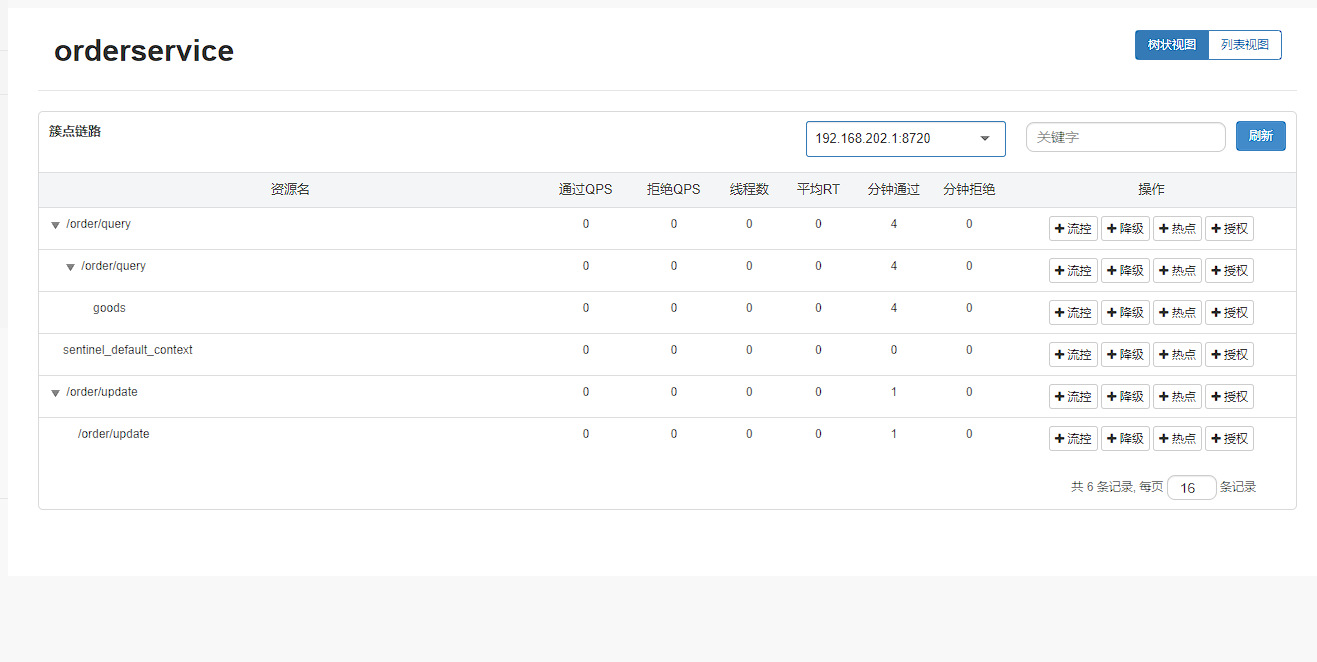 orderservice
树状视图 列表视图
簇点链路 192.168.202.1:8720 关键字 刷新
资源名 通过QPS 拒绝QPS 线程数 平均RT 分钟通过 分钟拒绝 操作
/order/query 0 0 0 0 4 0 流控 降级 热点 授权
/order/query 0 0 0 0 4 0 流控 降级 热点 授权
goods 0 0 0 0 4 0 流控 降级 热点 授权
sentinel_default_context 0 0 0 0 0 0 流控 降级 热点 授权
/order/update 0 0 0 0 1 0 流控 降级 热点 授权
/order/update 0 0 0 0 1 0 流控 降级 热点 授权
共 6 条记录, 每页 16 条记录